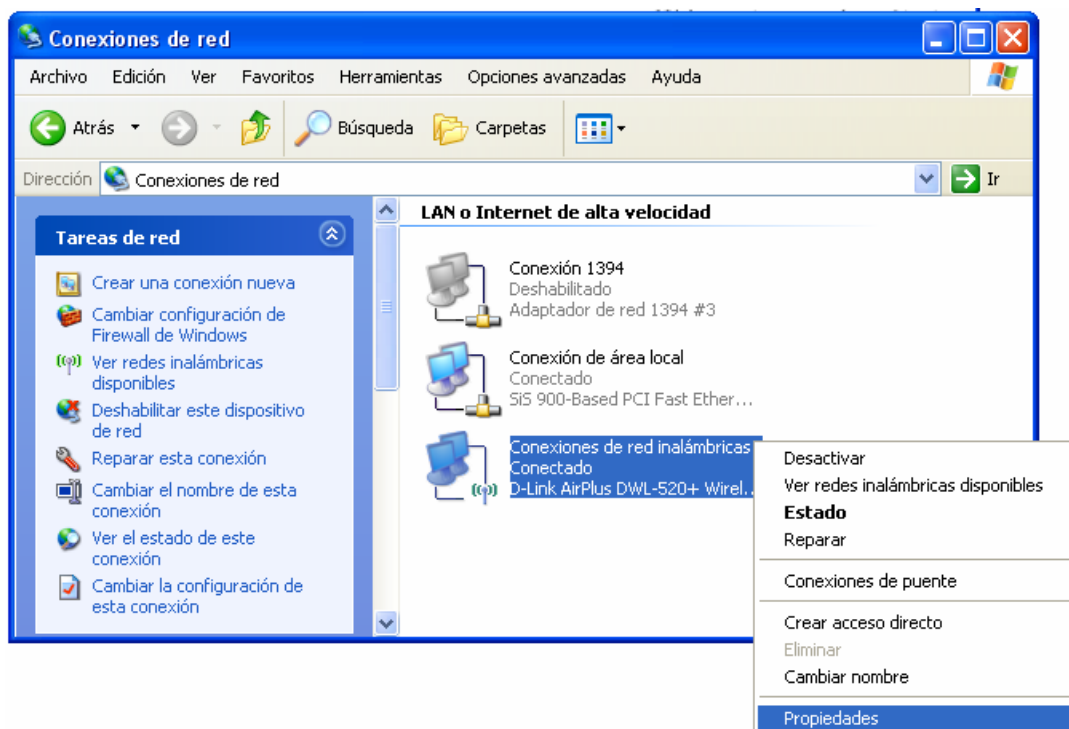 Conexiones de red
Archivo Edición Ver Favoritos Herramientas Opciones avanzadas Ayuda
Atrás Búsqueda Carpetas
Dirección Conexiones de red Ir
Tareas de red
Crear una conexión nueva
Cambiar configuración de
Firewall de Windows
Ver redes inalámbricas
disponibles
Deshabilitar este dispositivo
de red
Reparar esta conexión
Cambiar el nombre de esta
conexión
Ver el estado de este
conexión
Cambiar la configuración de
esta conexión
LAN o Internet de alta velocidad
Conexión 1394
Deshabilitado
Adaptador de red 1394 #3
Conexión de área local
Conectado
SiS 900-Based PCI Fast Ether...
Conexiones de red inalámbricas
Conectado
D-Link AirPlus DWL-520+ Wirel...
Desactivar
Ver redes inalámbricas disponibles
Estado
Reparar
Conexiones de puente
Crear acceso directo
Eliminar
Cambiar nombre
Propiedades